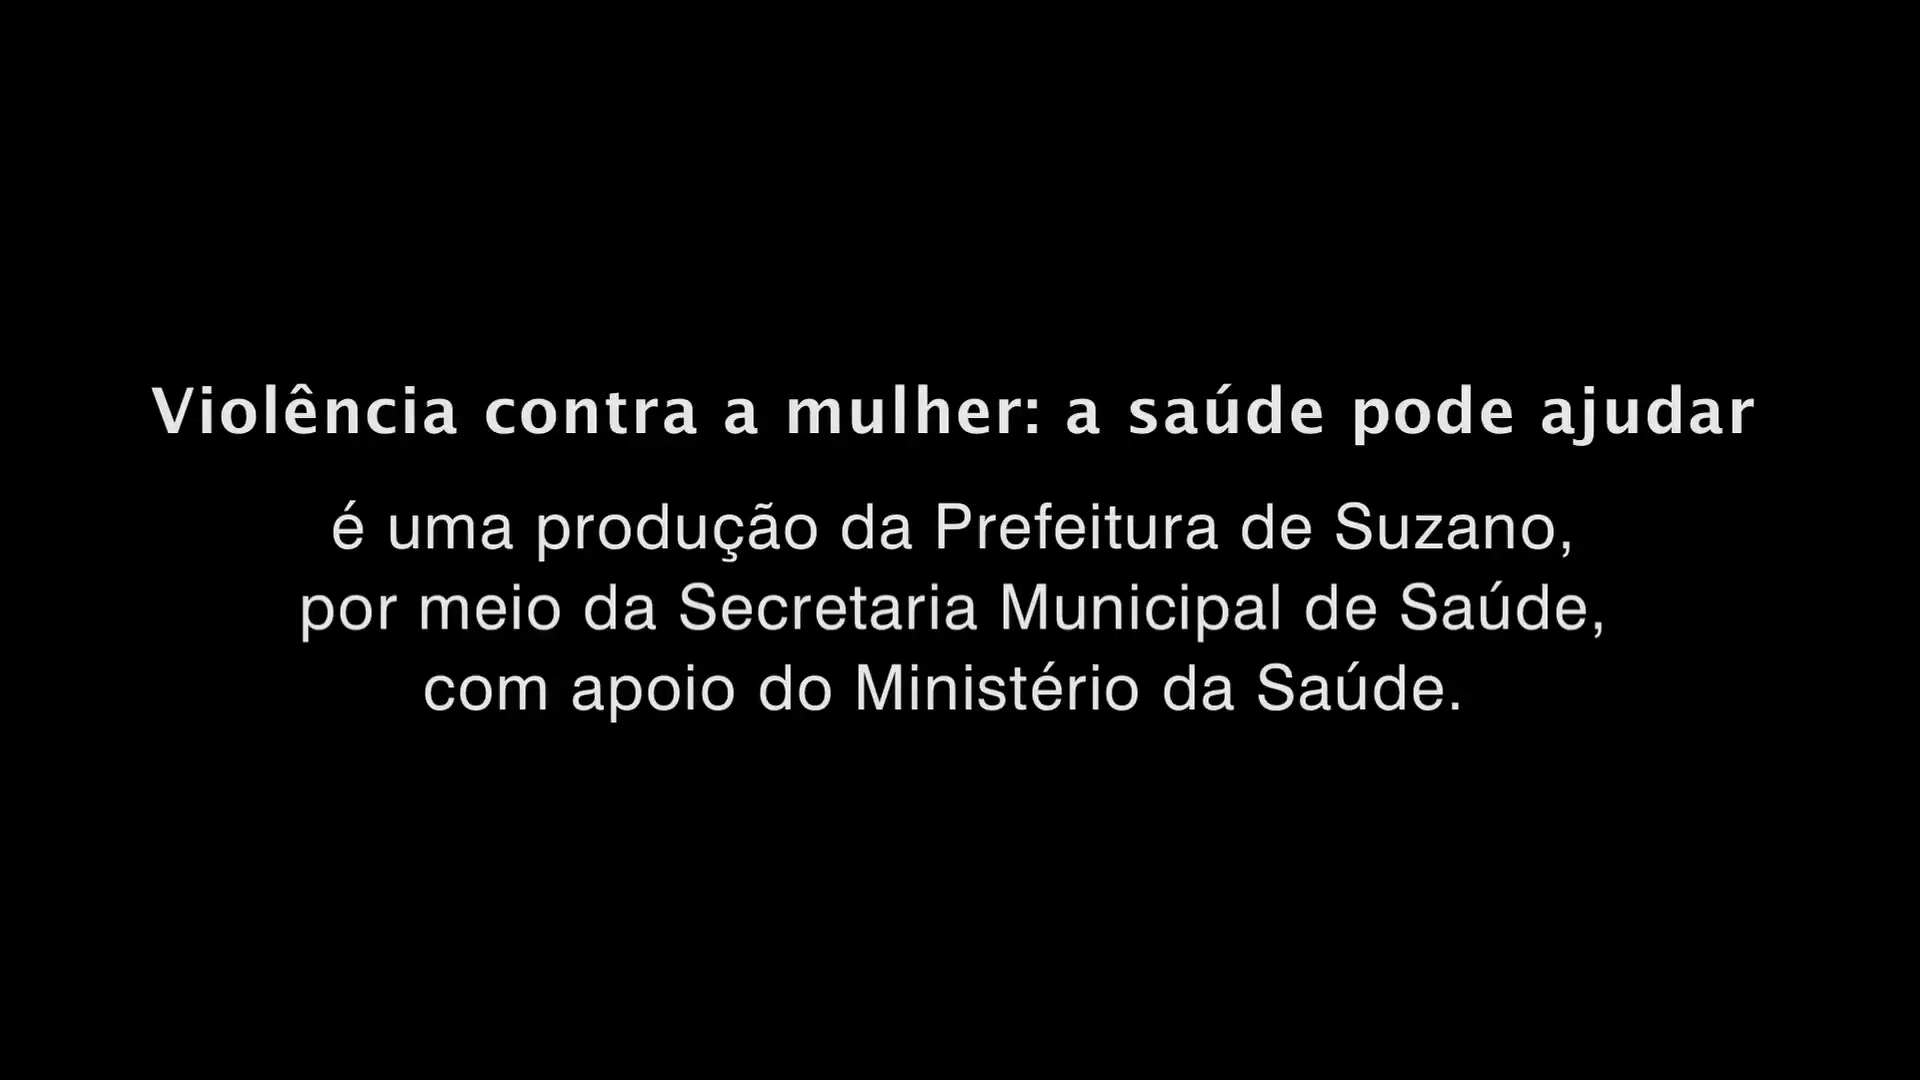 Violência contra a mulher: a saúde pode ajudar
é uma produção da Prefeitura de Suzano,
por meio da Secretaria Municipal de Saúde,
com apoio do Ministério da Saúde.